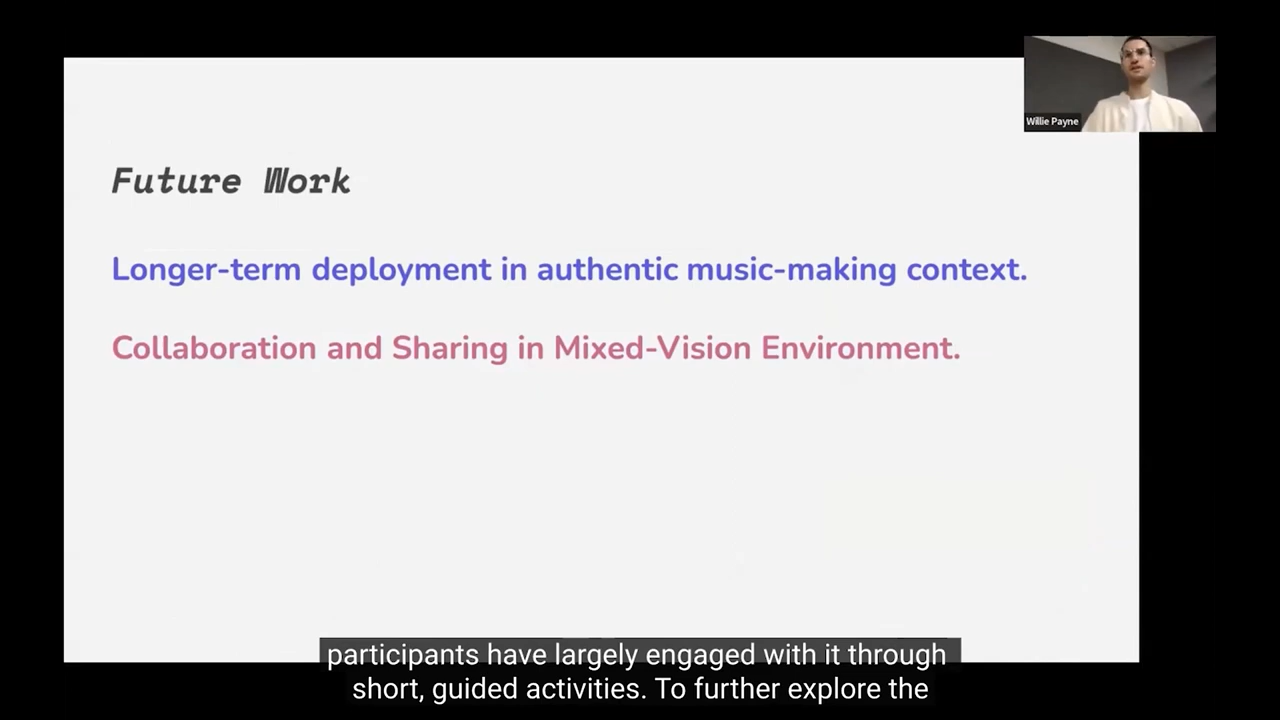 Willie Payne
Future Work
Longer-term deployment in authentic music-making context.
Collaboration and Sharing in Mixed-Vision Environment.
participants have largely engaged with it through
short, guided activities. To further explore the